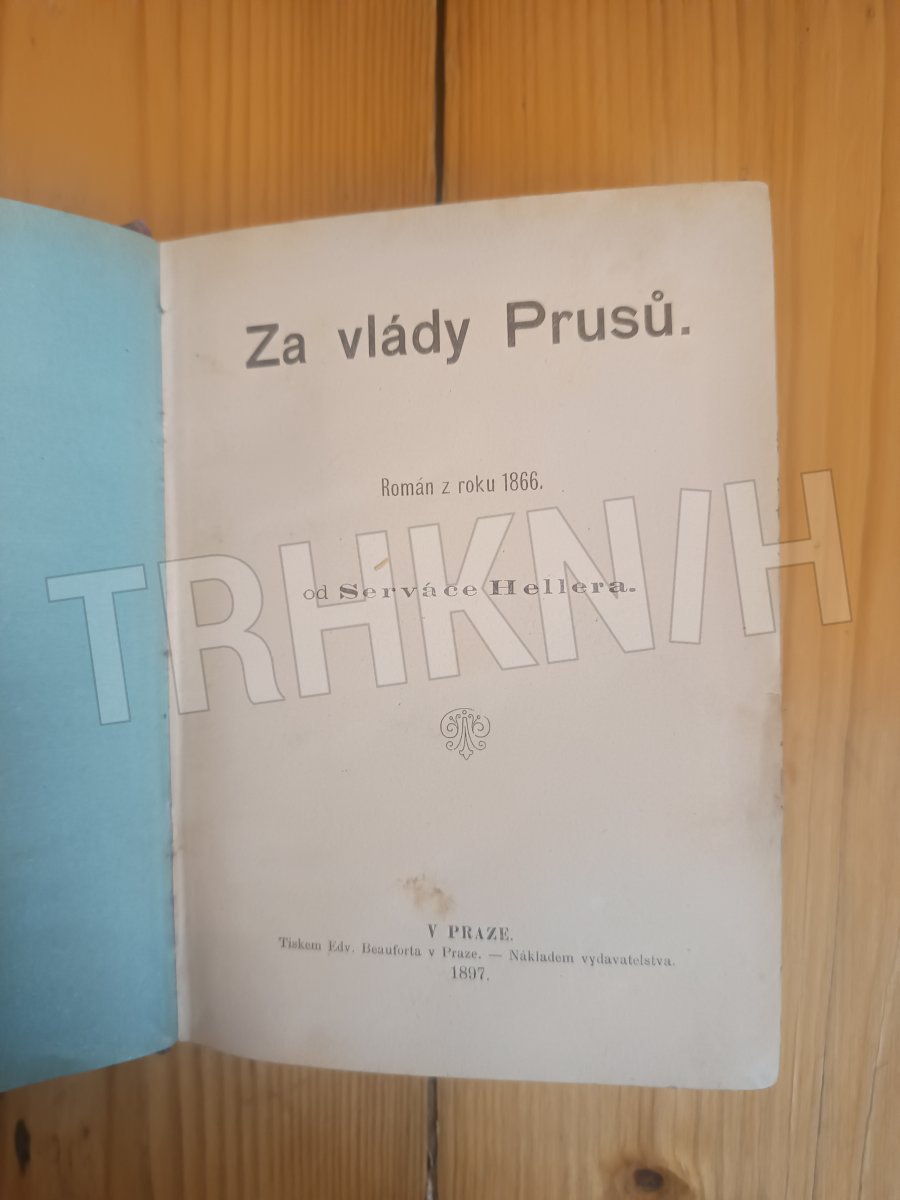 Za vlády Prusů.
Román z roku 1866.
od Serváce Hellera.
TRHKNIH
V PRAZE.
Tiskem Edv. Beauforta v Praze. — Nákladem vydavatelstva.
1897.